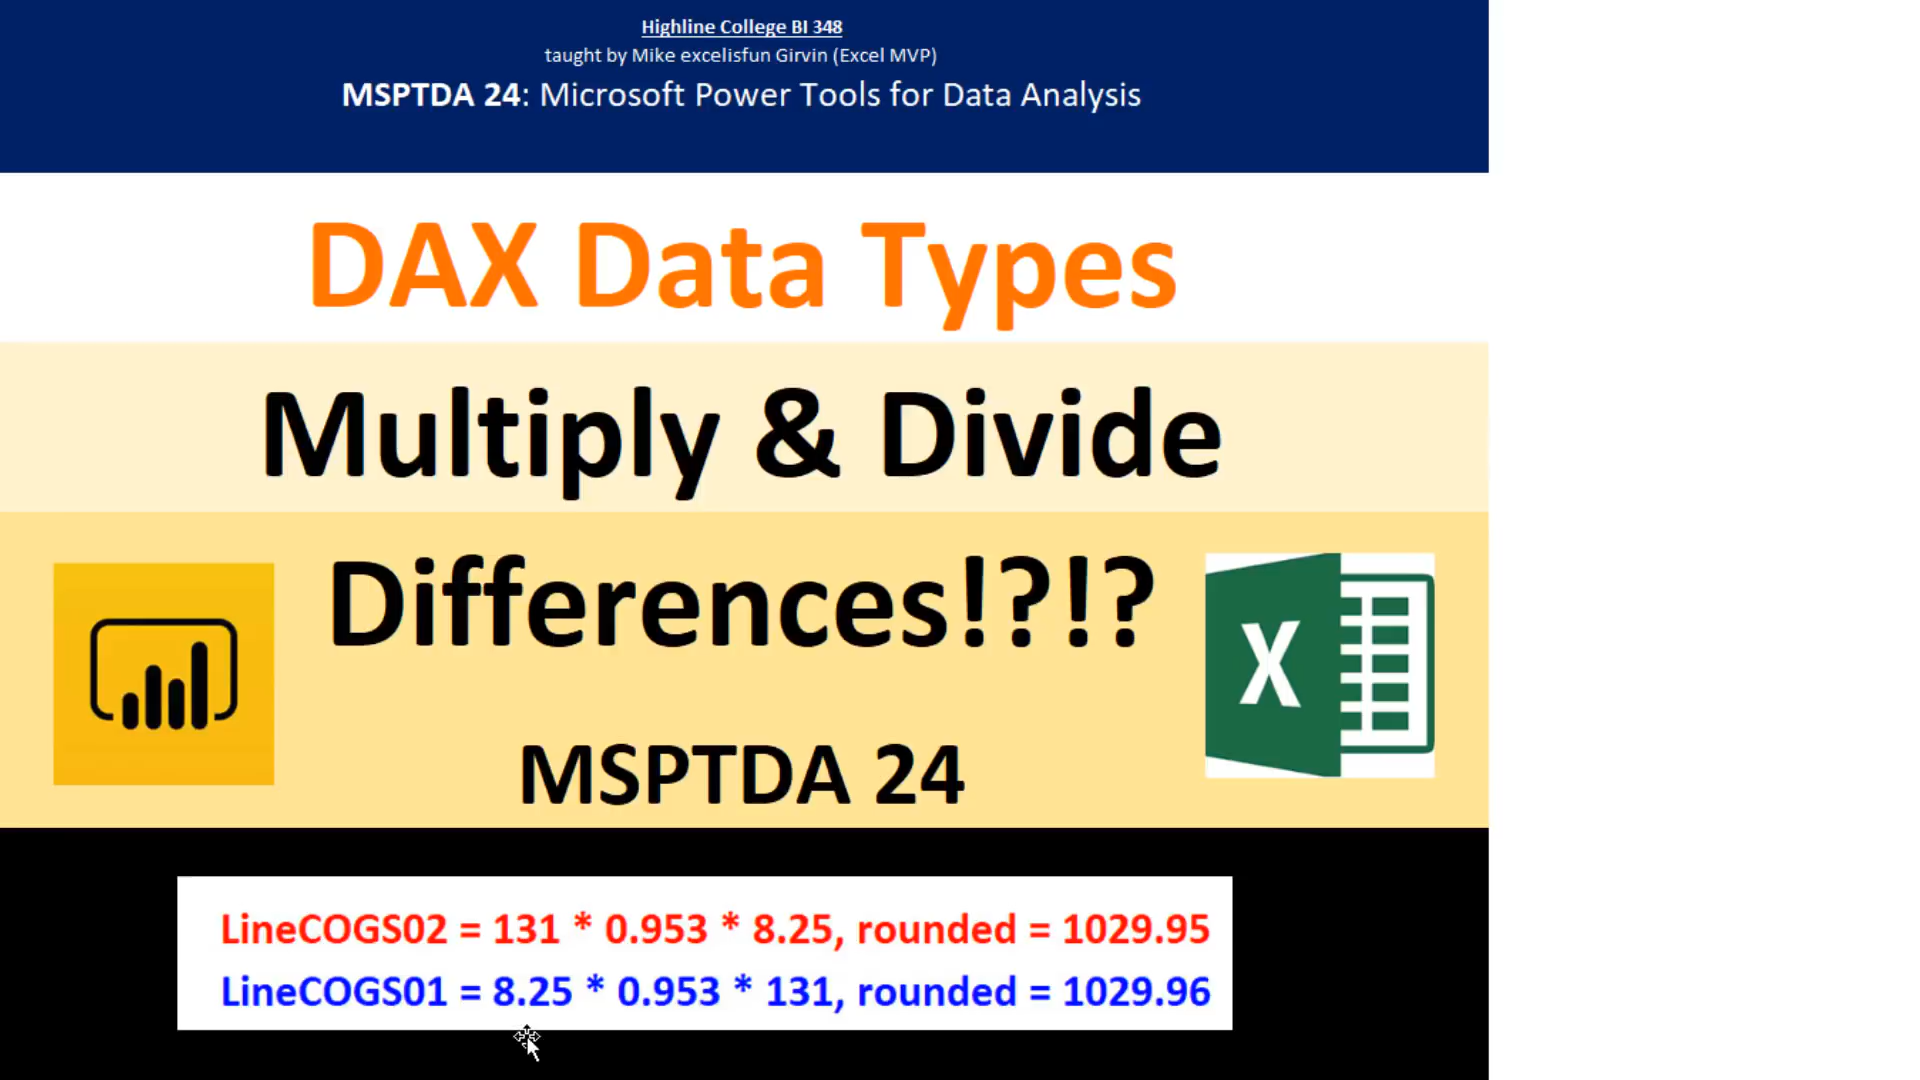 Highline College BI 348
taught by Mike excelisfun Girvin (Excel MVP)
MSPTDA 24: Microsoft Power Tools for Data Analysis
DAX Data Types
Multiply & Divide
Differences!?!?
X
MSPTDA 24
LineCOGS02 = 131 * 0.953 * 8.25, rounded = 1029.95
LineCOGS01 = 8.25 * 0.953 * 131, rounded = 1029.96